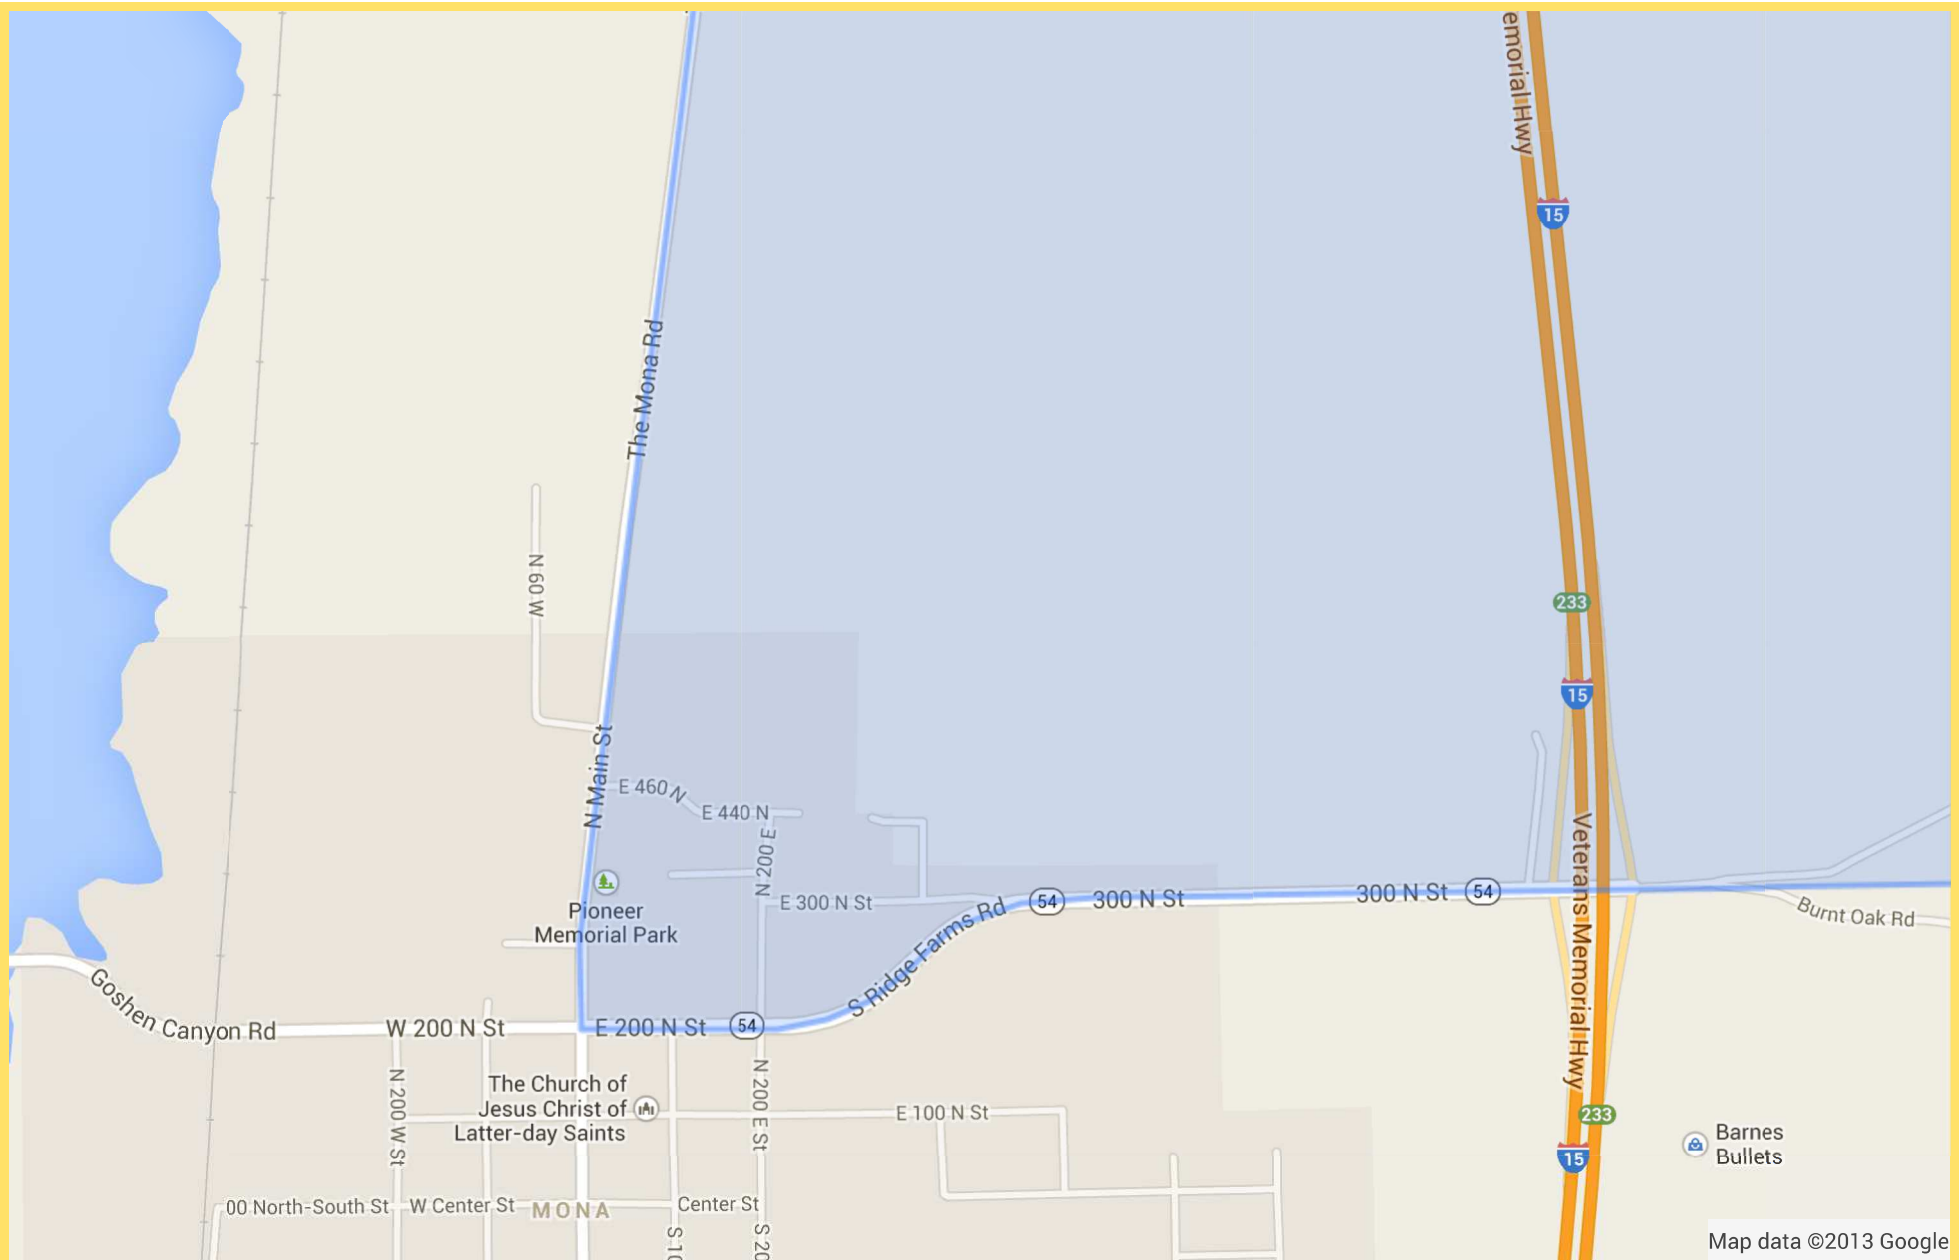 emorial Hwy
15
The Mona Rd
N 60 W
233
15
N Main St
E 460 N
E 440 N
N 200 E
Veterans Memorial Hwy
E 300 N St
54
300 N St
300 N St
54
Pioneer
Memorial Park
S Ridge Farms Rd
Burnt Oak Rd
Goshen Canyon Rd
W 200 N St
E 200 N St
54
N 200 W St
The Church of
Jesus Christ of
Latter-day Saints
N 200 E St
E 100 N St
233
15
Barnes
Bullets
00 North-South St
W Center St
MONA
Center St
S 10
S 20
Map data ©2013 Google